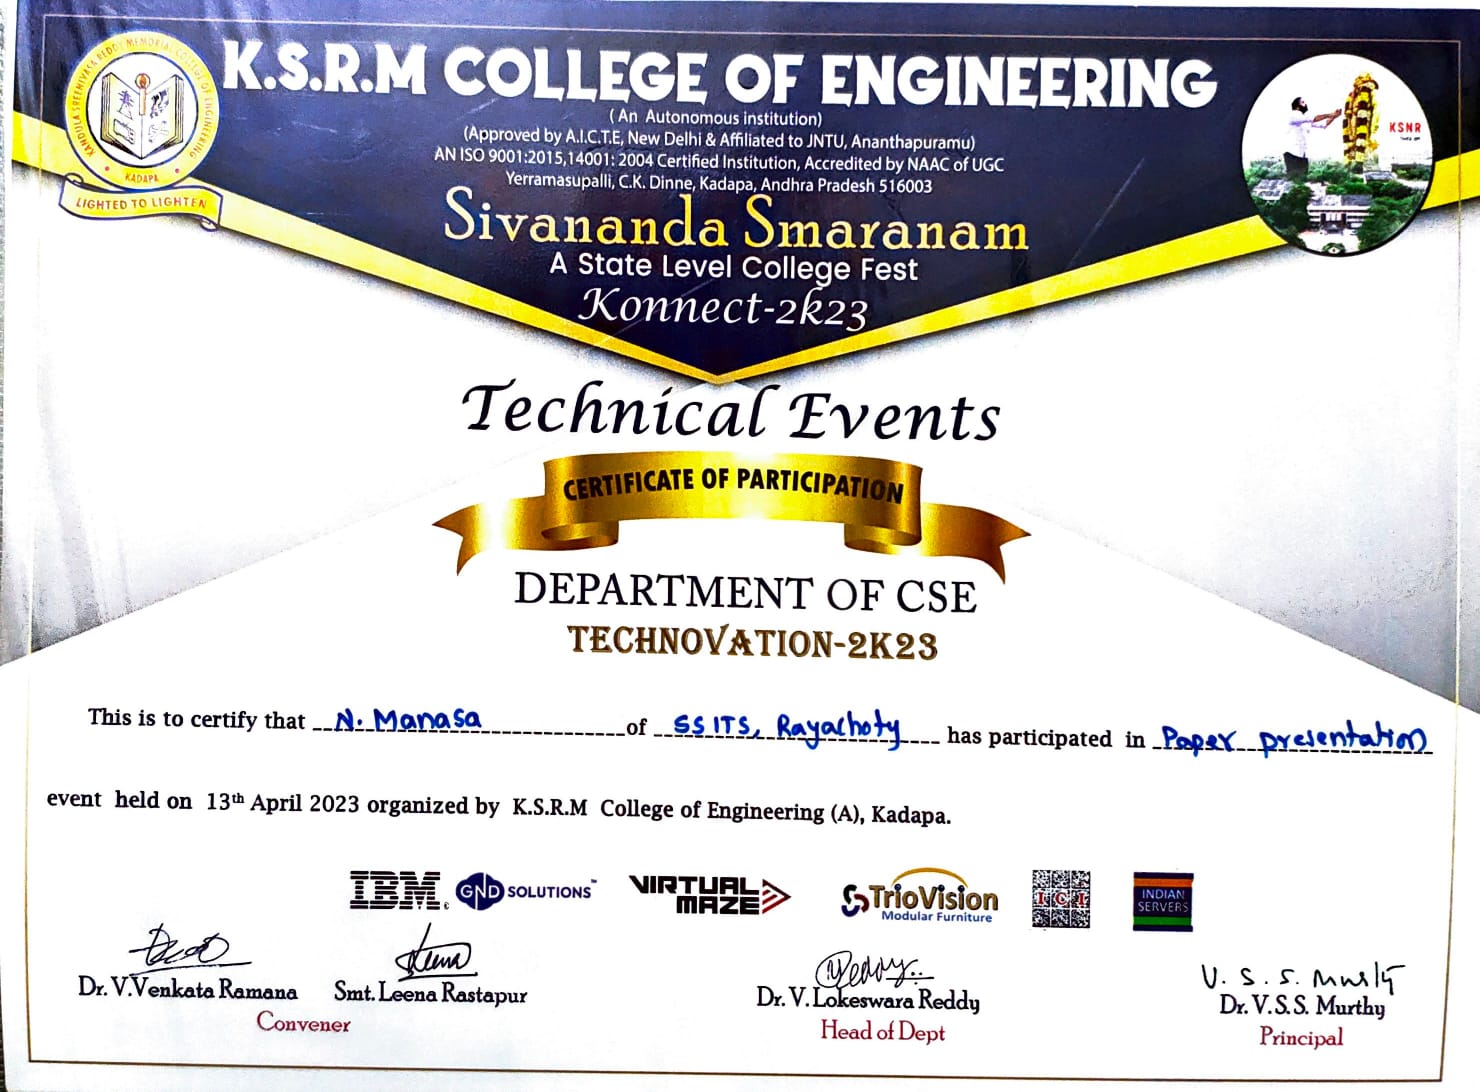 KANDULA SREENIVASA REDDY MEMORIAL COLLEGE OF ENGINEERING
KADAPA
LIGHTED TO LIGHTEN
K.S.R.M COLLEGE OF ENGINEERING
( An Autonomous institution)
(Approved by A.I.C.T.E, New Delhi & Affiliated to JNTU, Ananthapuramu)
AN ISO 9001:2015,14001: 2004 Certified Institution, Accredited by NAAC of UGC
Yerramasupalli, C.K. Dinne, Kadapa, Andhra Pradesh 516003
KSNR
Sivananda Smaranam
A State Level College Fest
Konnect-2k23
Technical Events
CERTIFICATE OF PARTICIPATION
DEPARTMENT OF CSE
TECHNOVATION-2K23
This is to certify that N. Manasa of SSITS, Rayachoty has participated in Paper presentation
event held on 13th April 2023 organized by K.S.R.M College of Engineering (A), Kadapa.
IBM GND SOLUTIONS™ VIRTUAL MAZE TrioVision Modular Furniture ICI INDIAN SERVERS
Reddy V. S. S. Murthy
Dr. V.Venkata Ramana Smt. Leena Rastapur Dr. V. Lokeswara Reddy Dr. V.S.S. Murthy
Convener Head of Dept Principal